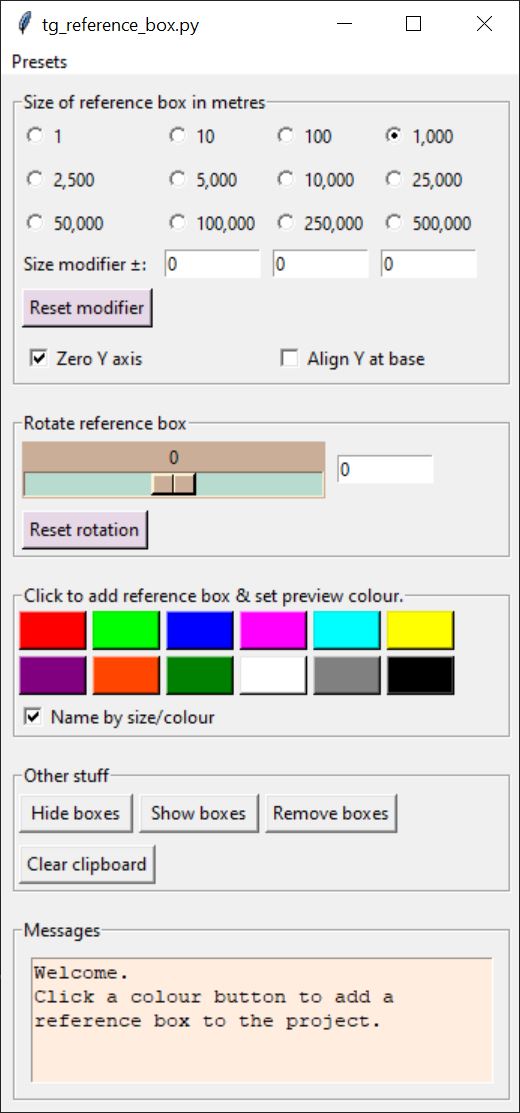 tg_reference_box.py
Presets
Size of reference box in metres
1 10 100 1,000
2,500 5,000 10,000 25,000
50,000 100,000 250,000 500,000
Size modifier ±: 0 0 0
Reset modifier
Zero Y axis Align Y at base
Rotate reference box
0
0
Reset rotation
Click to add reference box & set preview colour.
Name by size/colour
Other stuff
Hide boxes Show boxes Remove boxes
Clear clipboard
Messages
Welcome.
Click a colour button to add a
reference box to the project.